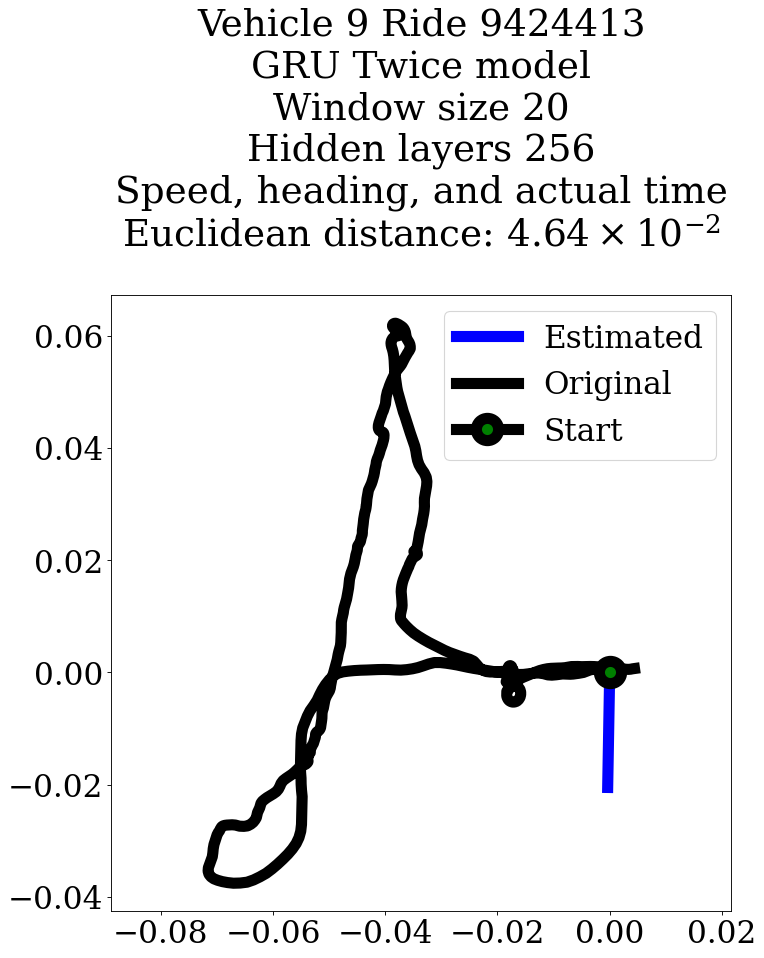 Vehicle 9 Ride 9424413
GRU Twice model
Window size 20
Hidden layers 256
Speed, heading, and actual time
Euclidean distance: 4.64 × 10⁻²
Estimated
Original
Start
0.06
0.04
0.02
0.00
−0.02
−0.04
−0.08 −0.06 −0.04 −0.02 0.00 0.02